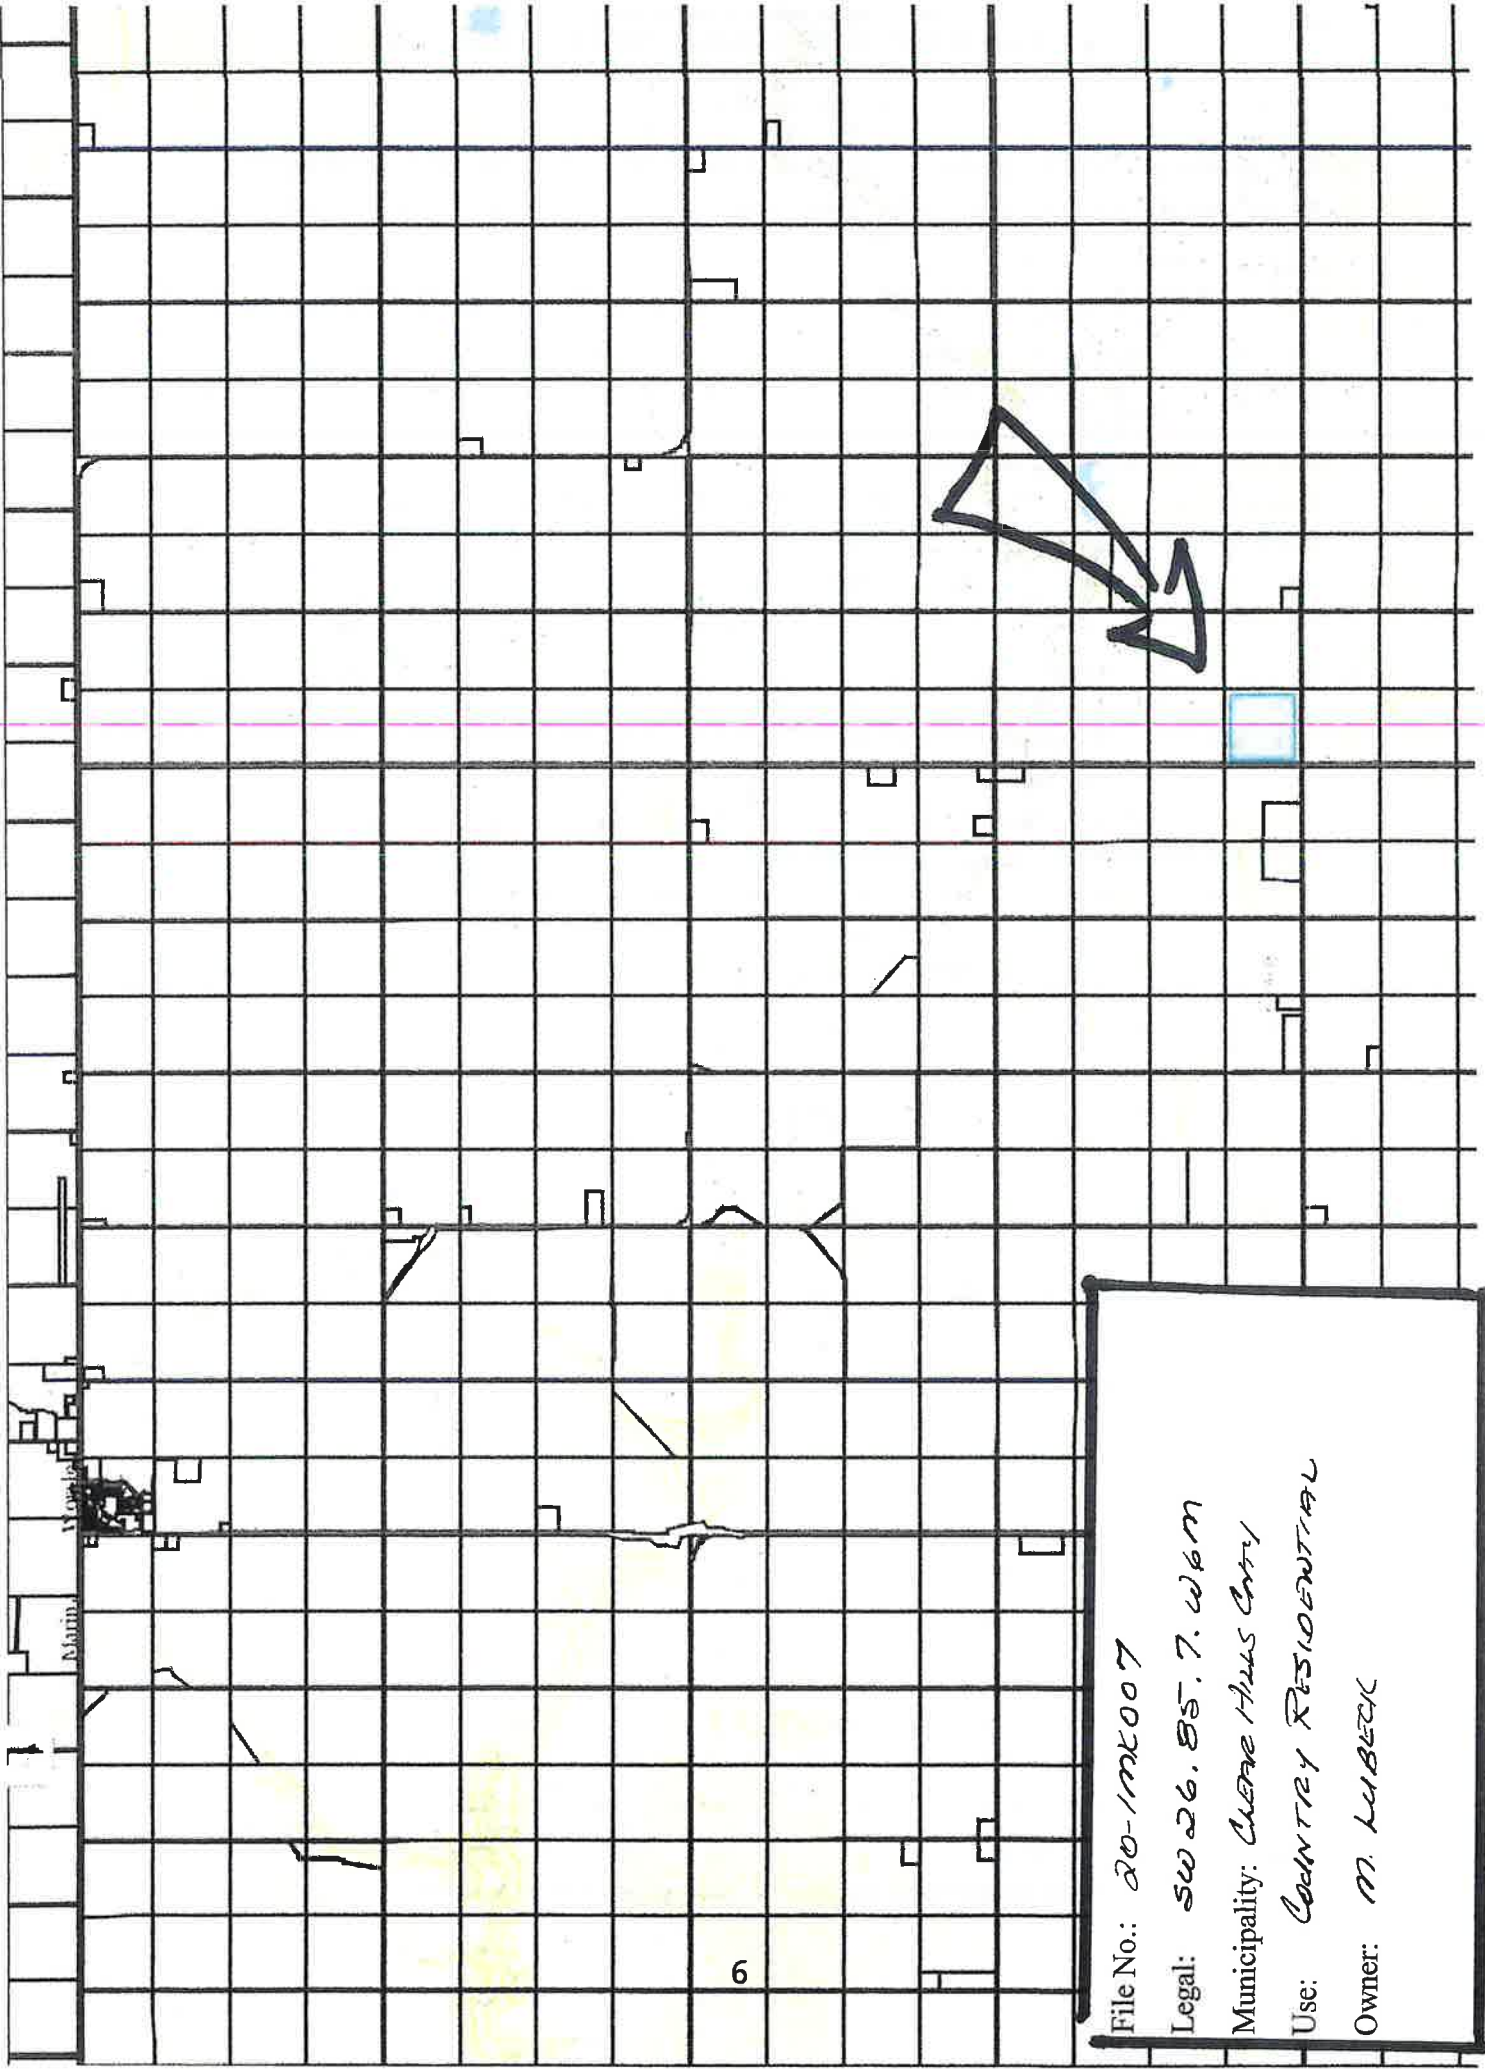 File No.: 20-1MK007
Legal: SW 26. 85. 7. W6M
Municipality: CLEAR HILLS CNTY
Use: COUNTRY RESIDENTIAL
Owner: M. LUBECK
6